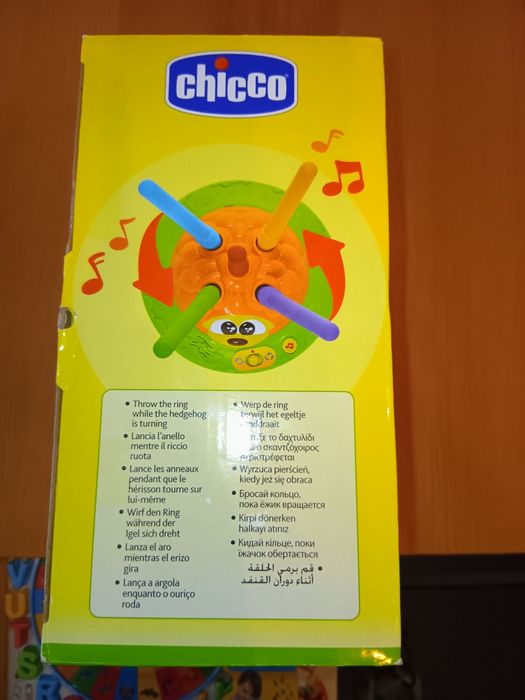 chicco
• Throw the ring
while the hedgehog
is turning
• Lancia l'anello
mentre il riccio
ruota
• Lance les anneaux
pendant que le
hérisson tourne sur
lui-même
• Wirf den Ring
während der
Igel sich dreht
• Lanza el aro
mientras el erizo
gira
• Lança a argola
enquanto o ouriço
roda
• Werp de ring
terwijl het egeltje
το δαχτυλίδι
ο σκαντζόχοιρος
περιστρέφεται
• Wyrzuca pierścień,
kiedy jeż się obraca
• Бросай кольцо,
пока ёжик вращается
• Kirpi dönerken
halkayı atınız
• Кидай кільце, поки
їжачок обертається
• قم برمي الحلقة
أثناء دوران القنفذ
V
U
T
S
R